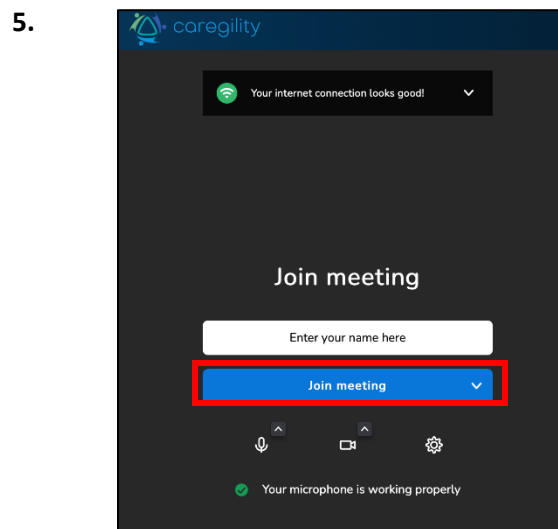 5.
caregility
Your internet connection looks good!
Join meeting
Enter your name here
Join meeting
Your microphone is working properly